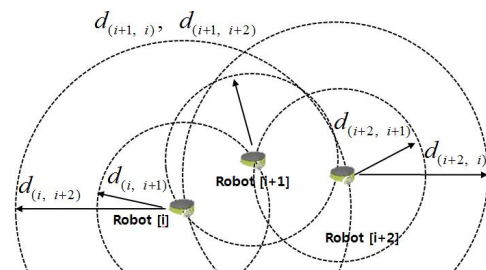 d(i+1, i), d(i+1, i+2)
d(i+2, i+1)
d(i+2, i)
d(i, i+1)
d(i, i+2)
Robot [i+1]
Robot [i]
Robot [i+2]